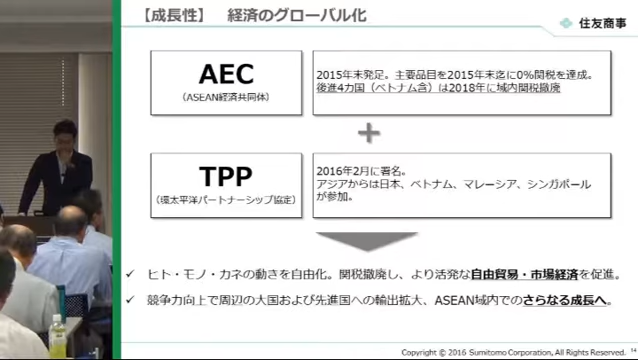 【成長性】 経済のグローバル化
住友商事
AEC
(ASEAN経済共同体)
2015年末発足。主要品目を2015年末迄に0%関税を達成。
後進4カ国（ベトナム含）は2018年に域内関税撤廃
+
TPP
(環太平洋パートナーシップ協定)
2016年2月に署名。
アジアからは日本、ベトナム、マレーシア、シンガポール
が参加。
✓ ヒト・モノ・カネの動きを自由化。関税撤廃し、より活発な自由貿易・市場経済を促進。
✓ 競争力向上で周辺の大国および先進国への輸出拡大、ASEAN域内でのさらなる成長へ。
Copyright © 2016 Sumitomo Corporation, All Rights Reserved. 14